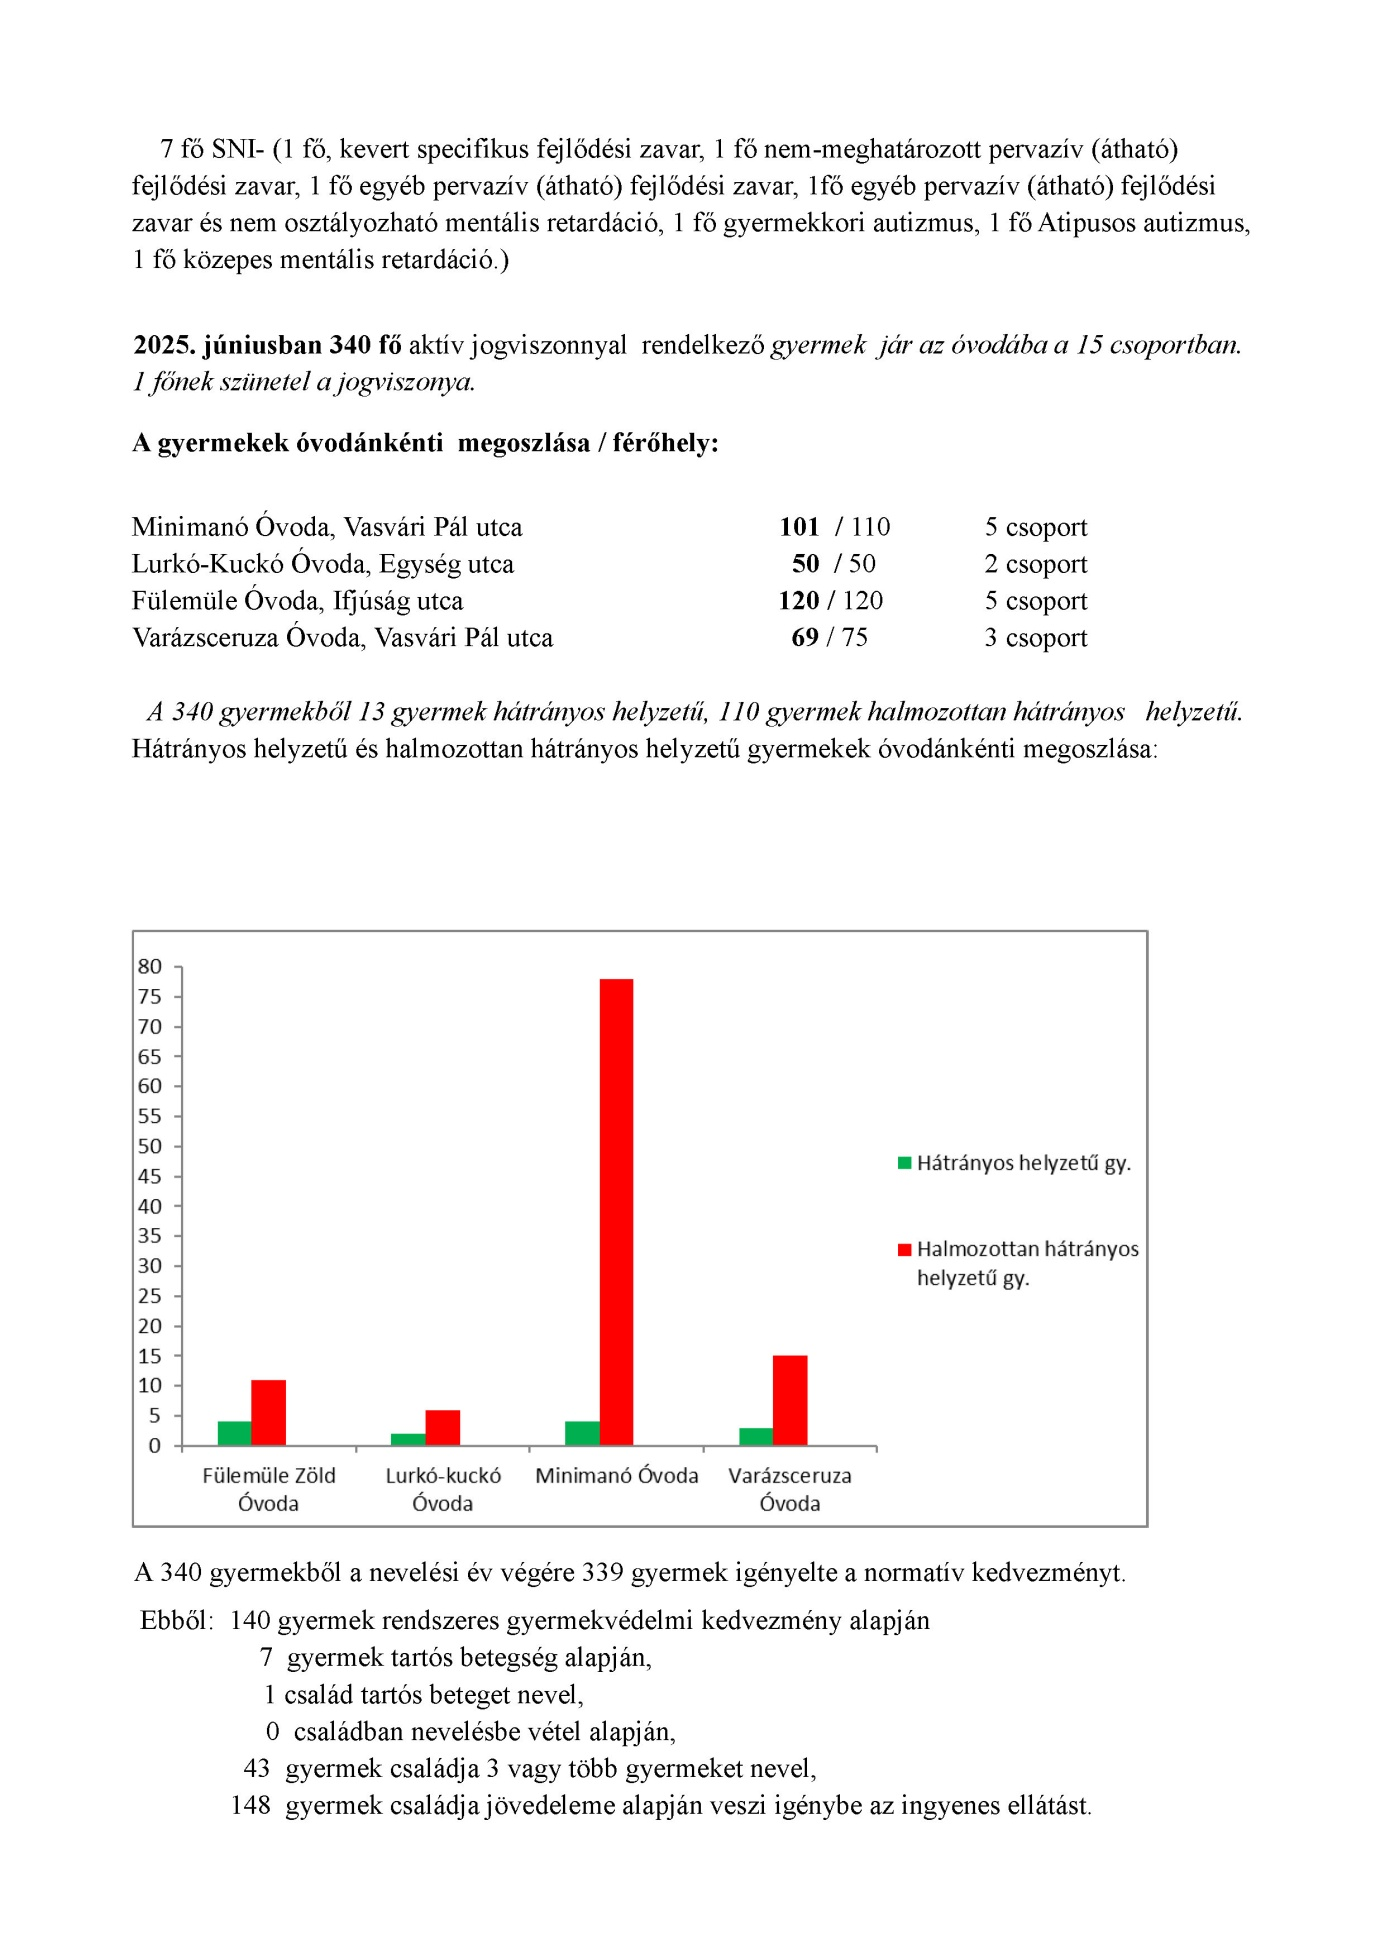 7 fő SNI- (1 fő, kevert specifikus fejlődési zavar, 1 fő nem-meghatározott pervazív (átható)
fejlődési zavar, 1 fő egyéb pervazív (átható) fejlődési zavar, 1fő egyéb pervazív (átható) fejlődési
zavar és nem osztályozható mentális retardáció, 1 fő gyermekkori autizmus, 1 fő Atipusos autizmus,
1 fő közepes mentális retardáció.)
2025. júniusban 340 fő aktív jogviszonnyal rendelkező gyermek jár az óvodába a 15 csoportban.
1 főnek szünetel a jogviszonya.
A gyermekek óvodánkénti megoszlása / férőhely:
Minimanó Óvoda, Vasvári Pál utca 101 / 110 5 csoport
Lurkó-Kuckó Óvoda, Egység utca 50 / 50 2 csoport
Fülemüle Óvoda, Ifjúság utca 120 / 120 5 csoport
Varázsceruza Óvoda, Vasvári Pál utca 69 / 75 3 csoport
A 340 gyermekből 13 gyermek hátrányos helyzetű, 110 gyermek halmozottan hátrányos helyzetű.
Hátrányos helyzetű és halmozottan hátrányos helyzetű gyermekek óvodánkénti megoszlása:
80
75
70
65
60
55
50
45
40
35
30
25
20
15
10
5
0
Fülemüle Zöld
Óvoda
Lurkó-kuckó
Óvoda
Minimanó Óvoda
Varázsceruza
Óvoda
Hátrányos helyzetű gy.
Halmozottan hátrányos
helyzetű gy.
A 340 gyermekből a nevelési év végére 339 gyermek igényelte a normatív kedvezményt.
Ebből: 140 gyermek rendszeres gyermekvédelmi kedvezmény alapján
7 gyermek tartós betegség alapján,
1 család tartós beteget nevel,
0 családban nevelésbe vétel alapján,
43 gyermek családja 3 vagy több gyermeket nevel,
148 gyermek családja jövedeleme alapján veszi igénybe az ingyenes ellátást.